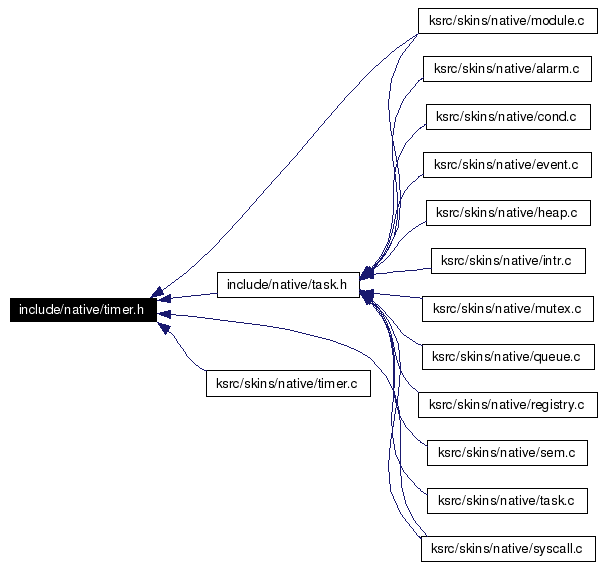 ksrc/skins/native/module.c
ksrc/skins/native/alarm.c
ksrc/skins/native/cond.c
ksrc/skins/native/event.c
ksrc/skins/native/heap.c
ksrc/skins/native/intr.c
include/native/task.h
include/native/timer.h
ksrc/skins/native/mutex.c
ksrc/skins/native/queue.c
ksrc/skins/native/timer.c
ksrc/skins/native/registry.c
ksrc/skins/native/sem.c
ksrc/skins/native/task.c
ksrc/skins/native/syscall.c